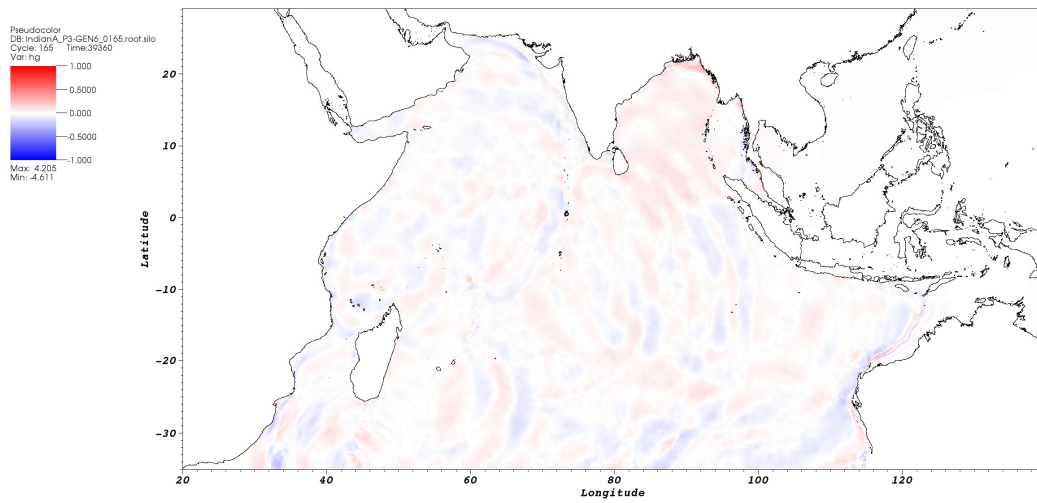 Pseudocolor
DB: IndianA_P3-GEN6_0165.root.silo
Cycle: 165 Time:39360
Var: hg
1.000
0.5000
0.000
-0.5000
-1.000
Max: 4.205
Min: -4.611
Latitude
20
10
0
-10
-20
-30
20 40 60 80 100 120
Longitude